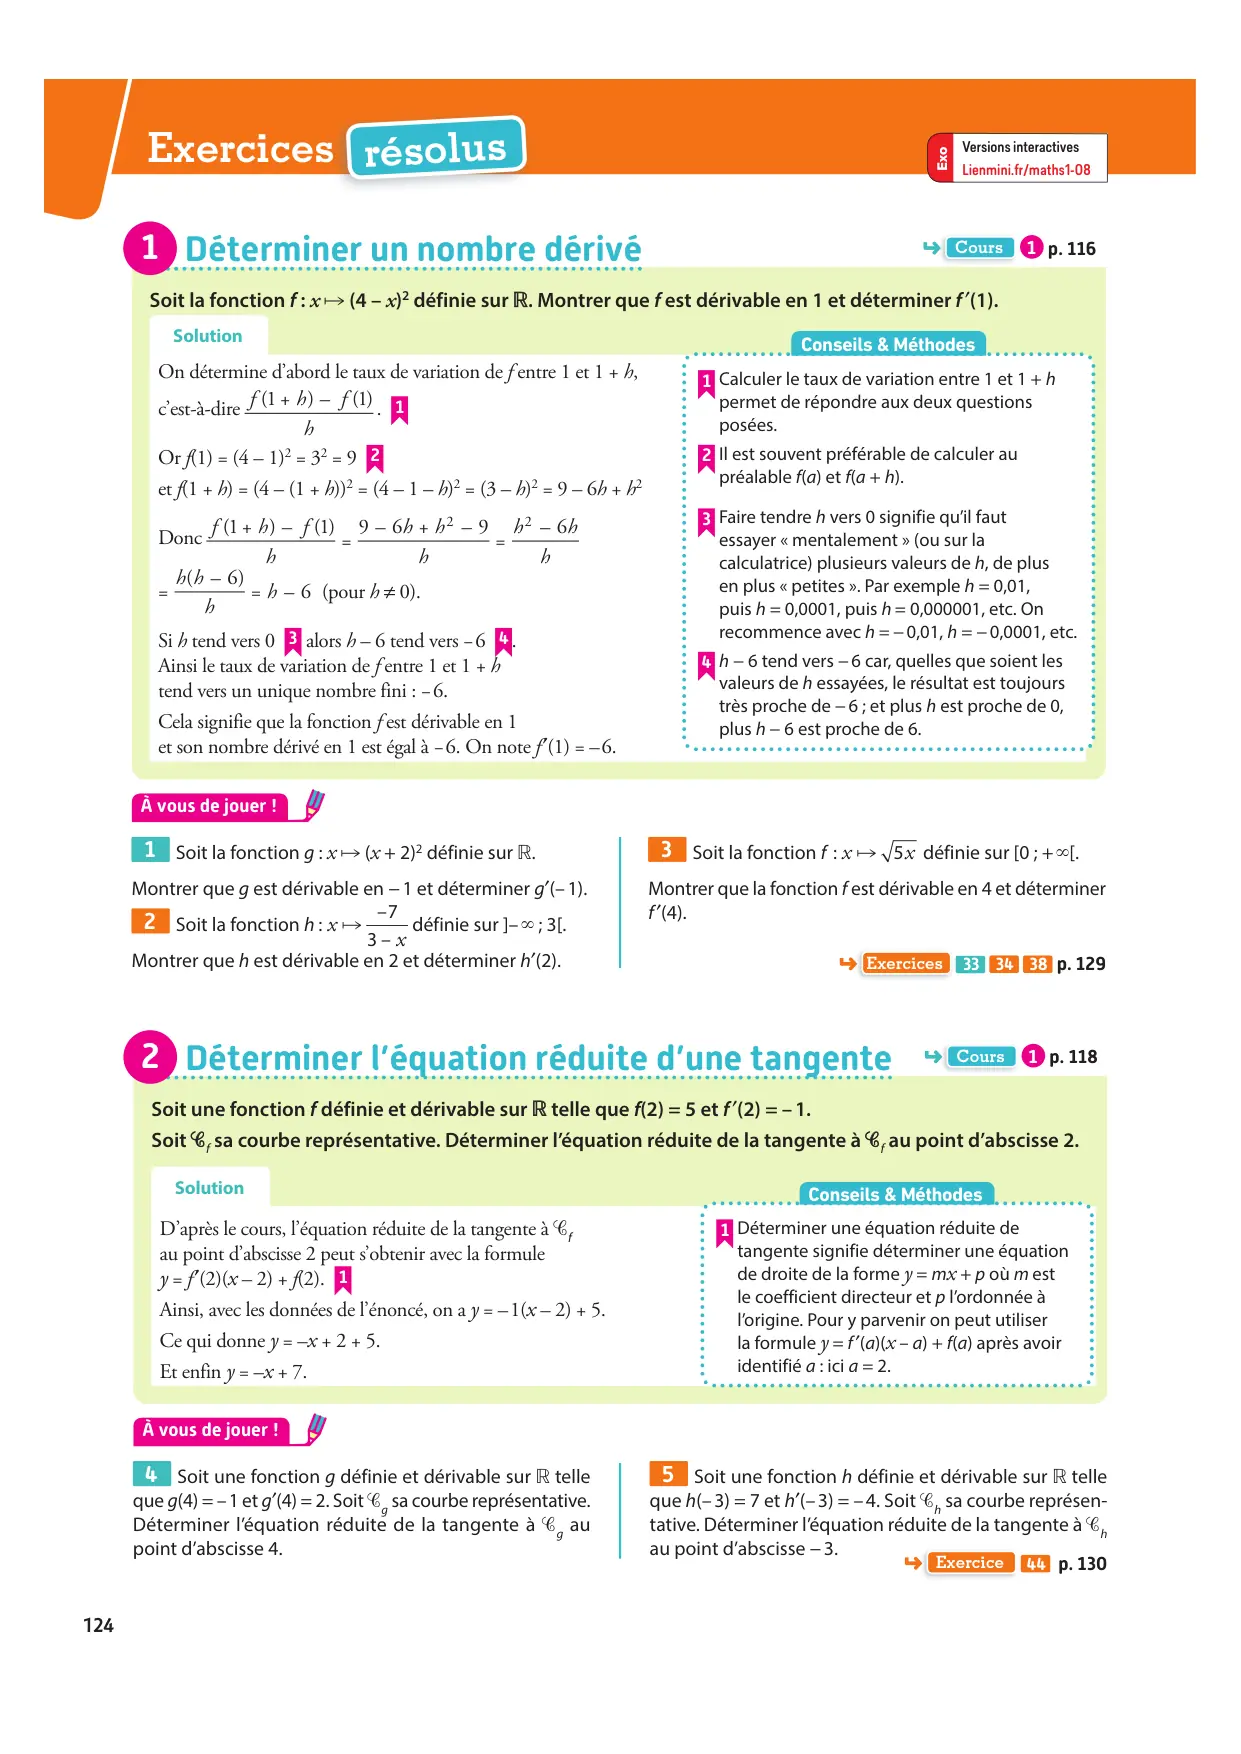 Exercices résolus
Exo
Versions interactives
Lienmini.fr/maths1-08
1 Déterminer un nombre dérivé
Cours 1 p. 116
Soit la fonction f : x ↦ (4 – x)² définie sur ℝ. Montrer que f est dérivable en 1 et déterminer f ′(1).
Solution
On détermine d’abord le taux de variation de f entre 1 et 1 + h,
c’est-à-dire (f (1 + h) – f (1))/h . 1
Or f(1) = (4 – 1)² = 3² = 9 2
et f(1 + h) = (4 – (1 + h))² = (4 – 1 – h)² = (3 – h)² = 9 – 6h + h²
Donc (f (1 + h) – f (1))/h = (9 – 6h + h² – 9)/h = (h² – 6h)/h
= h(h – 6)/h = h – 6 (pour h ≠ 0).
Si h tend vers 0 3 alors h – 6 tend vers –6 4 .
Ainsi le taux de variation de f entre 1 et 1 + h
tend vers un unique nombre fini : –6.
Cela signifie que la fonction f est dérivable en 1
et son nombre dérivé en 1 est égal à –6. On note f′(1) = –6.
Conseils & Méthodes
1 Calculer le taux de variation entre 1 et 1 + h
permet de répondre aux deux questions
posées.
2 Il est souvent préférable de calculer au
préalable f(a) et f(a + h).
3 Faire tendre h vers 0 signifie qu’il faut
essayer « mentalement » (ou sur la
calculatrice) plusieurs valeurs de h, de plus
en plus « petites ». Par exemple h = 0,01,
puis h = 0,0001, puis h = 0,000001, etc. On
recommence avec h = – 0,01, h = – 0,0001, etc.
4 h – 6 tend vers – 6 car, quelles que soient les
valeurs de h essayées, le résultat est toujours
très proche de – 6 ; et plus h est proche de 0,
plus h – 6 est proche de 6.
À vous de jouer !
1 Soit la fonction g : x ↦ (x + 2)² définie sur ℝ.
Montrer que g est dérivable en – 1 et déterminer g′(– 1).
2 Soit la fonction h : x ↦ –7/(3 – x) définie sur ]– ∞ ; 3[.
Montrer que h est dérivable en 2 et déterminer h′(2).
3 Soit la fonction f : x ↦ √5x définie sur [0 ; + ∞[.
Montrer que la fonction f est dérivable en 4 et déterminer
f ′(4).
Exercices 33 34 38 p. 129
2 Déterminer l’équation réduite d’une tangente
Cours 1 p. 118
Soit une fonction f définie et dérivable sur ℝ telle que f(2) = 5 et f ′(2) = – 1.
Soit 𝒞f sa courbe représentative. Déterminer l’équation réduite de la tangente à 𝒞f au point d’abscisse 2.
Solution
D’après le cours, l’équation réduite de la tangente à 𝒞f
au point d’abscisse 2 peut s’obtenir avec la formule
y = f′(2)(x – 2) + f(2). 1
Ainsi, avec les données de l’énoncé, on a y = –1(x – 2) + 5.
Ce qui donne y = –x + 2 + 5.
Et enfin y = –x + 7.
Conseils & Méthodes
1 Déterminer une équation réduite de
tangente signifie déterminer une équation
de droite de la forme y = mx + p où m est
le coefficient directeur et p l’ordonnée à
l’origine. Pour y parvenir on peut utiliser
la formule y = f ′(a)(x – a) + f(a) après avoir
identifié a : ici a = 2.
À vous de jouer !
4 Soit une fonction g définie et dérivable sur ℝ telle
que g(4) = – 1 et g′(4) = 2. Soit 𝒞g sa courbe représentative.
Déterminer l’équation réduite de la tangente à 𝒞g au
point d’abscisse 4.
5 Soit une fonction h définie et dérivable sur ℝ telle
que h(– 3) = 7 et h′(– 3) = – 4. Soit 𝒞h sa courbe représen-
tative. Déterminer l’équation réduite de la tangente à 𝒞h
au point d’abscisse – 3.
Exercice 44 p. 130
124